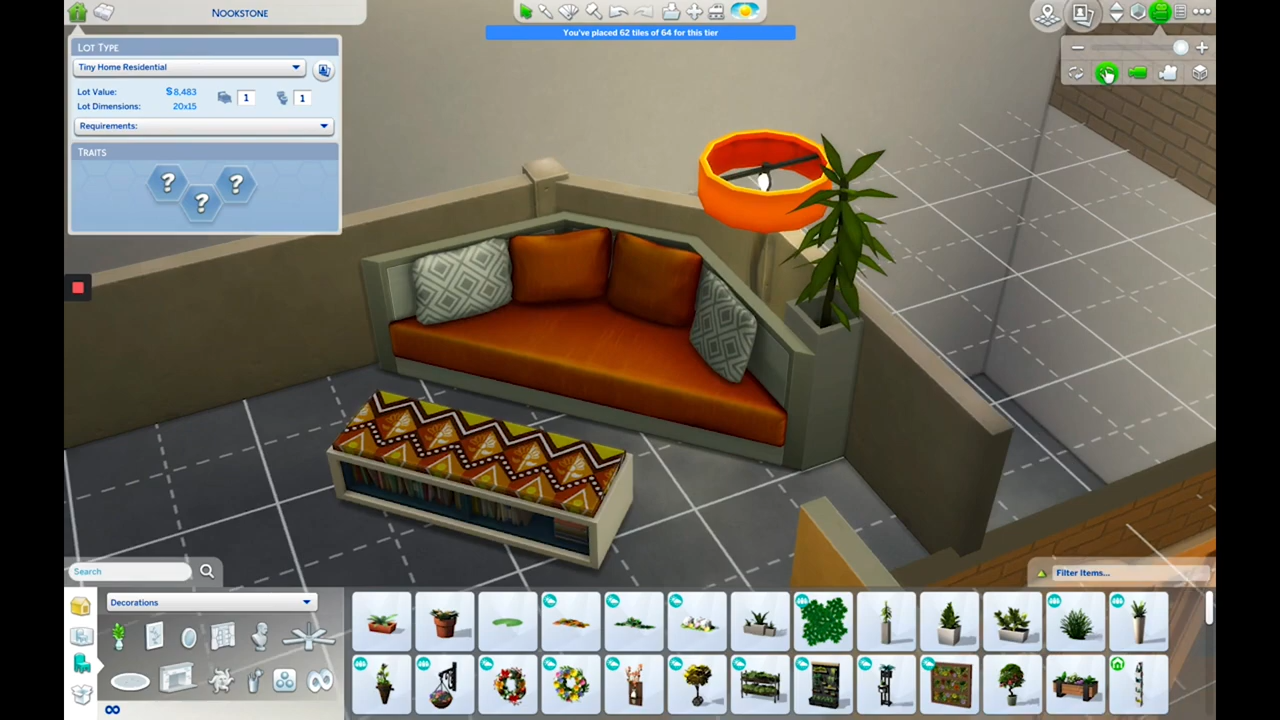 NOOKSTONE
You've placed 62 tiles of 64 for this tier
LOT TYPE
Tiny Home Residential
Lot Value: §8,483
Lot Dimensions: 20x15
1
1
Requirements:
TRAITS
? ? ?
Search
Filter Items...
Decorations